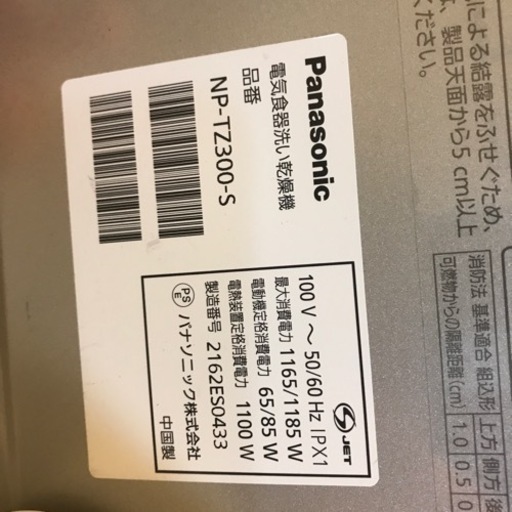 Panasonic
電気食器洗い乾燥機
品番
NP-TZ300-S
100 V ～ 50/60 Hz IPX1
最大消費電力 1165/1185 W
電動機定格消費電力 65/85 W
電熱装置定格消費電力 1100 W
製造番号 2162ES0433
PS E パナソニック株式会社
中国製
S JET
による結露をふせぐため、
製品天面から5 cm以上
ください。
消防法 基準適合 組込形
可燃物からの離隔距離(cm)
上方 側方 後
1.0 0.5 0